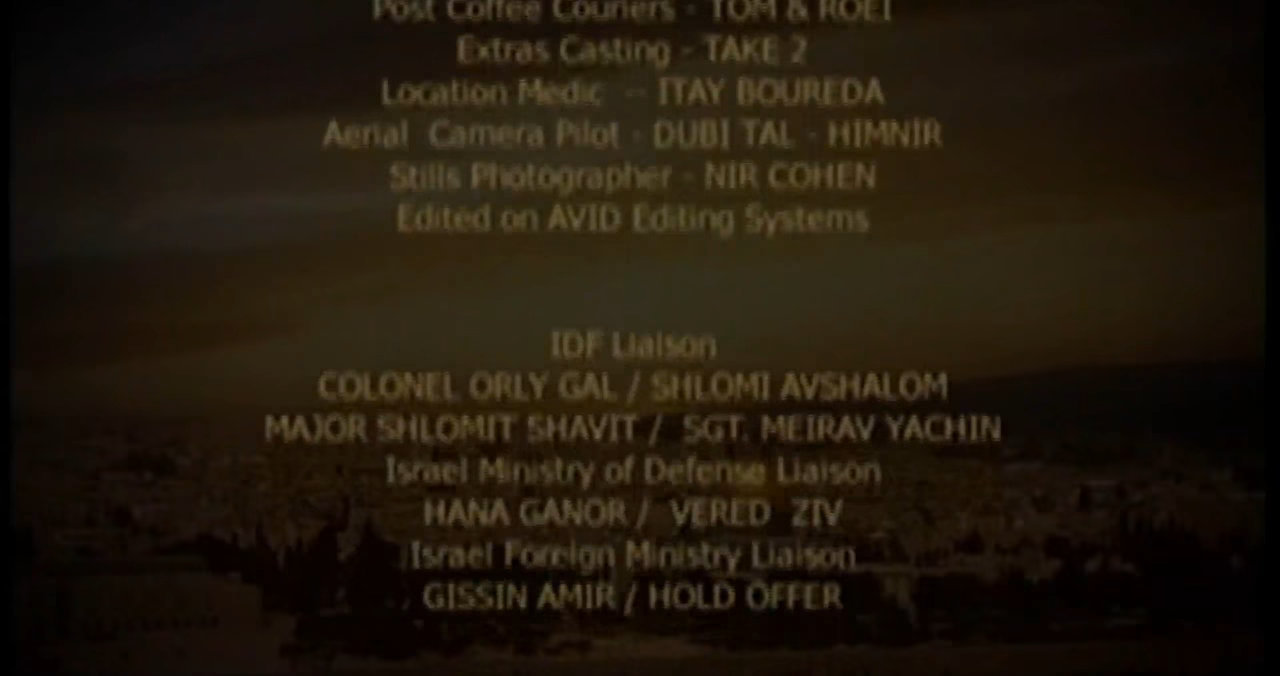 Post Coffee Couriers - TOM & ROEI
Extras Casting - TAKE 2
Location Medic -- ITAY BOUREDA
Aerial Camera Pilot - DUBI TAL - HIMNIR
Stills Photographer - NIR COHEN
Edited on AVID Editing Systems
IDF Liaison
COLONEL ORLY GAL / SHLOMI AVSHALOM
MAJOR SHLOMIT SHAVIT / SGT. MEIRAV YACHIN
Israel Ministry of Defense Liaison
HANA GANOR / VERED ZIV
Israel Foreign Ministry Liaison
GISSIN AMIR / HOLD OFFER